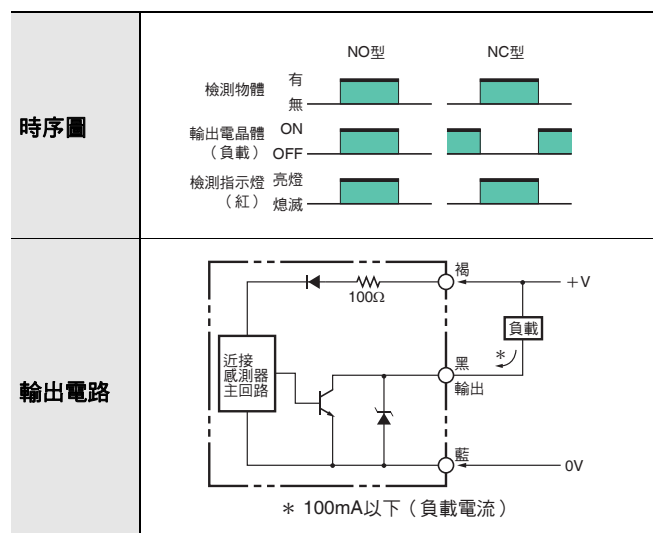 時序圖
NO型
NC型
檢測物體
有
無
輸出電晶體
（負載）
ON
OFF
檢測指示燈
（紅）
亮燈
熄滅
輸出電路
近接
感測器
主回路
100Ω
褐
＋V
負載
＊
黑
輸出
藍
0V
＊ 100mA以下（負載電流）